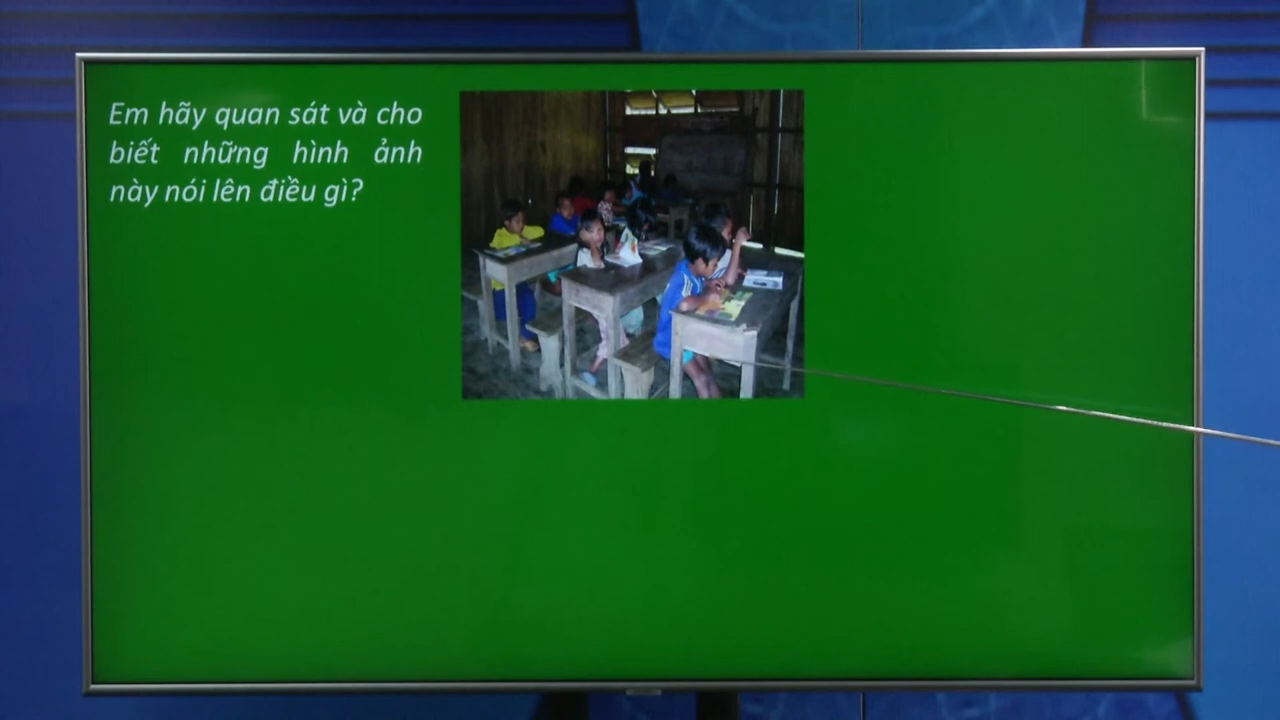 Em hãy quan sát và cho
biết những hình ảnh
này nói lên điều gì?